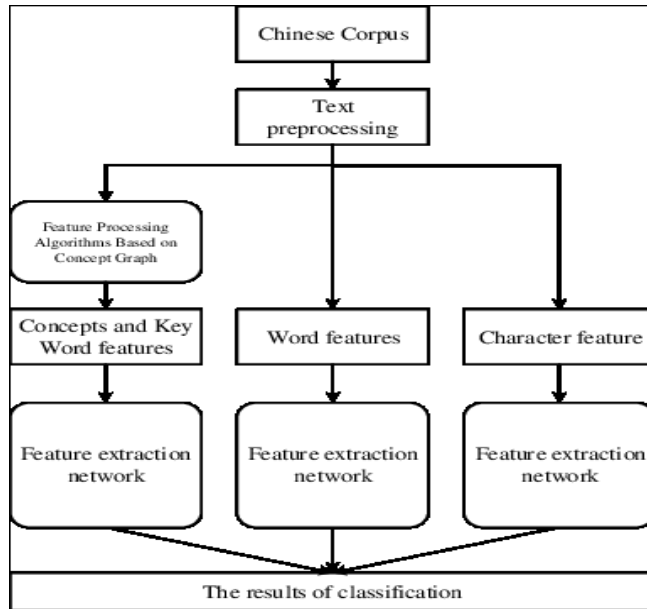 Chinese Corpus
Text
preprocessing
Feature Processing
Algorithms Based on
Concept Graph
Concepts and Key
Word features
Word features
Character feature
Feature extraction
network
Feature extraction
network
Feature extraction
network
The results of classification